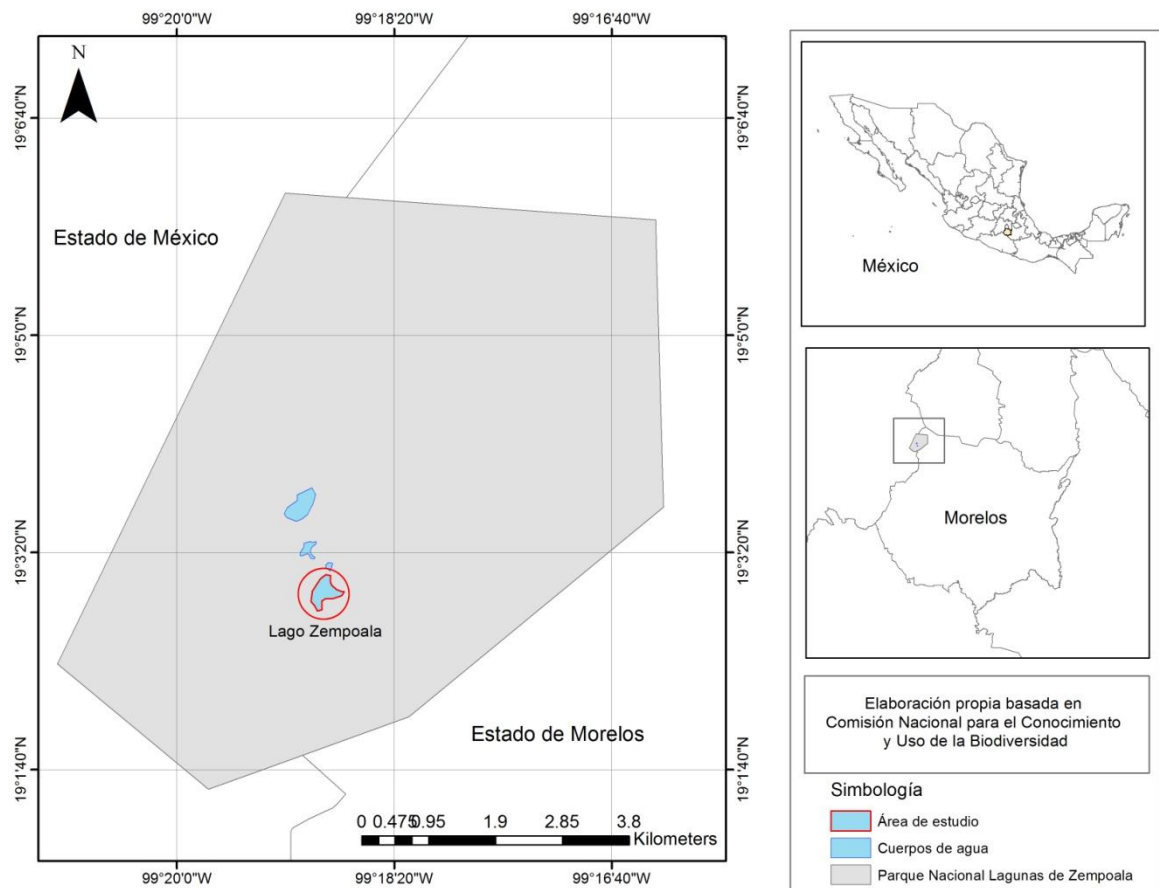 99°20'0"W
99°18'20"W
99°16'40"W
N
19°6'40"N
19°6'40"N
Estado de México
México
19°5'0"N
19°5'0"N
19°3'20"N
19°3'20"N
Lago Zempoala
Morelos
Estado de Morelos
19°1'40"N
19°1'40"N
0 0.475 0.95 1.9 2.85 3.8
Kilometers
99°20'0"W
99°18'20"W
99°16'40"W
Elaboración propia basada en
Comisión Nacional para el Conocimiento
y Uso de la Biodiversidad
Simbología
Área de estudio
Cuerpos de agua
Parque Nacional Lagunas de Zempoala